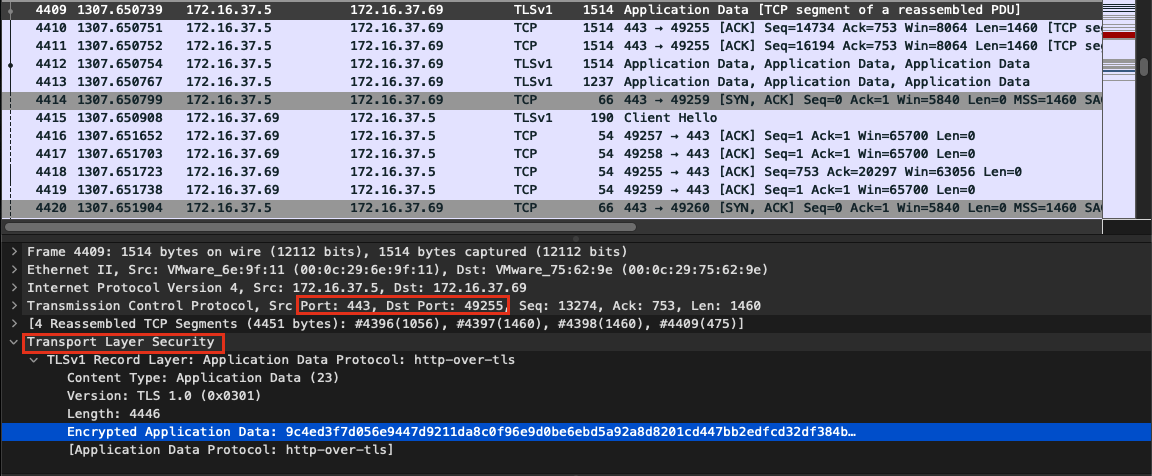 4409 1307.650739 172.16.37.5 172.16.37.69 TLSv1 1514 Application Data [TCP segment of a reassembled PDU]
4410 1307.650751 172.16.37.5 172.16.37.69 TCP 1514 443 → 49255 [ACK] Seq=14734 Ack=753 Win=8064 Len=1460 [TCP se
4411 1307.650752 172.16.37.5 172.16.37.69 TCP 1514 443 → 49255 [ACK] Seq=16194 Ack=753 Win=8064 Len=1460 [TCP se
4412 1307.650754 172.16.37.5 172.16.37.69 TLSv1 1514 Application Data, Application Data, Application Data
4413 1307.650767 172.16.37.5 172.16.37.69 TLSv1 1237 Application Data, Application Data, Application Data
4414 1307.650799 172.16.37.5 172.16.37.69 TCP 66 443 → 49259 [SYN, ACK] Seq=0 Ack=1 Win=5840 Len=0 MSS=1460 SA
4415 1307.650908 172.16.37.69 172.16.37.5 TLSv1 190 Client Hello
4416 1307.651652 172.16.37.69 172.16.37.5 TCP 54 49257 → 443 [ACK] Seq=1 Ack=1 Win=65700 Len=0
4417 1307.651703 172.16.37.69 172.16.37.5 TCP 54 49258 → 443 [ACK] Seq=1 Ack=1 Win=65700 Len=0
4418 1307.651723 172.16.37.69 172.16.37.5 TCP 54 49255 → 443 [ACK] Seq=753 Ack=20297 Win=63056 Len=0
4419 1307.651738 172.16.37.69 172.16.37.5 TCP 54 49259 → 443 [ACK] Seq=1 Ack=1 Win=65700 Len=0
4420 1307.651904 172.16.37.5 172.16.37.69 TCP 66 443 → 49260 [SYN, ACK] Seq=0 Ack=1 Win=5840 Len=0 MSS=1460 SA
Frame 4409: 1514 bytes on wire (12112 bits), 1514 bytes captured (12112 bits)
Ethernet II, Src: VMware_6e:9f:11 (00:0c:29:6e:9f:11), Dst: VMware_75:62:9e (00:0c:29:75:62:9e)
Internet Protocol Version 4, Src: 172.16.37.5, Dst: 172.16.37.69
Transmission Control Protocol, Src Port: 443, Dst Port: 49255, Seq: 13274, Ack: 753, Len: 1460
[4 Reassembled TCP Segments (4451 bytes): #4396(1056), #4397(1460), #4398(1460), #4409(475)]
Transport Layer Security
TLSv1 Record Layer: Application Data Protocol: http-over-tls
Content Type: Application Data (23)
Version: TLS 1.0 (0x0301)
Length: 4446
Encrypted Application Data: 9c4ed3f7d056e9447d9211da8c0f96e9d0be6ebd5a92a8d8201cd447bb2edfcd32df384b…
[Application Data Protocol: http-over-tls]